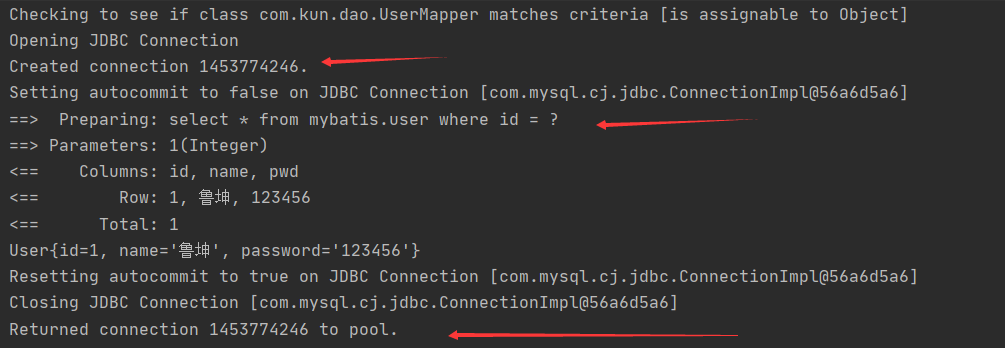 Checking to see if class com.kun.dao.UserMapper matches criteria [is assignable to Object]
Opening JDBC Connection
Created connection 1453774246.
Setting autocommit to false on JDBC Connection [com.mysql.cj.jdbc.ConnectionImpl@56a6d5a6]
==>  Preparing: select * from mybatis.user where id = ?
==> Parameters: 1(Integer)
<==    Columns: id, name, pwd
<==        Row: 1, 鲁坤, 123456
<==      Total: 1
User{id=1, name='鲁坤', password='123456'}
Resetting autocommit to true on JDBC Connection [com.mysql.cj.jdbc.ConnectionImpl@56a6d5a6]
Closing JDBC Connection [com.mysql.cj.jdbc.ConnectionImpl@56a6d5a6]
Returned connection 1453774246 to pool.